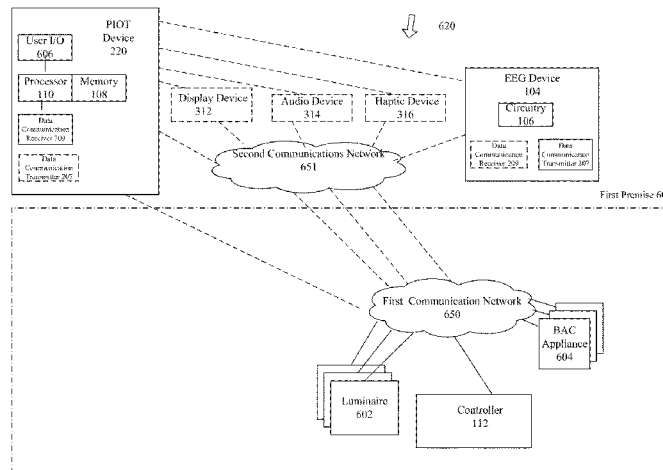 PIOT
Device
220
User I/O
606
Processor
110
Memory
108
Data
Communication
Receiver 209
Data
Communication
Transmitter 207
620
Display Device
312
Audio Device
314
Haptic Device
316
EEG Device
104
Circuitry
106
Data
Communication
Receiver 209
Data
Communication
Transmitter 207
Second Communications Network
651
First Premise
First Communication Network
650
BAC
Appliance
604
Luminaire
602
Controller
112